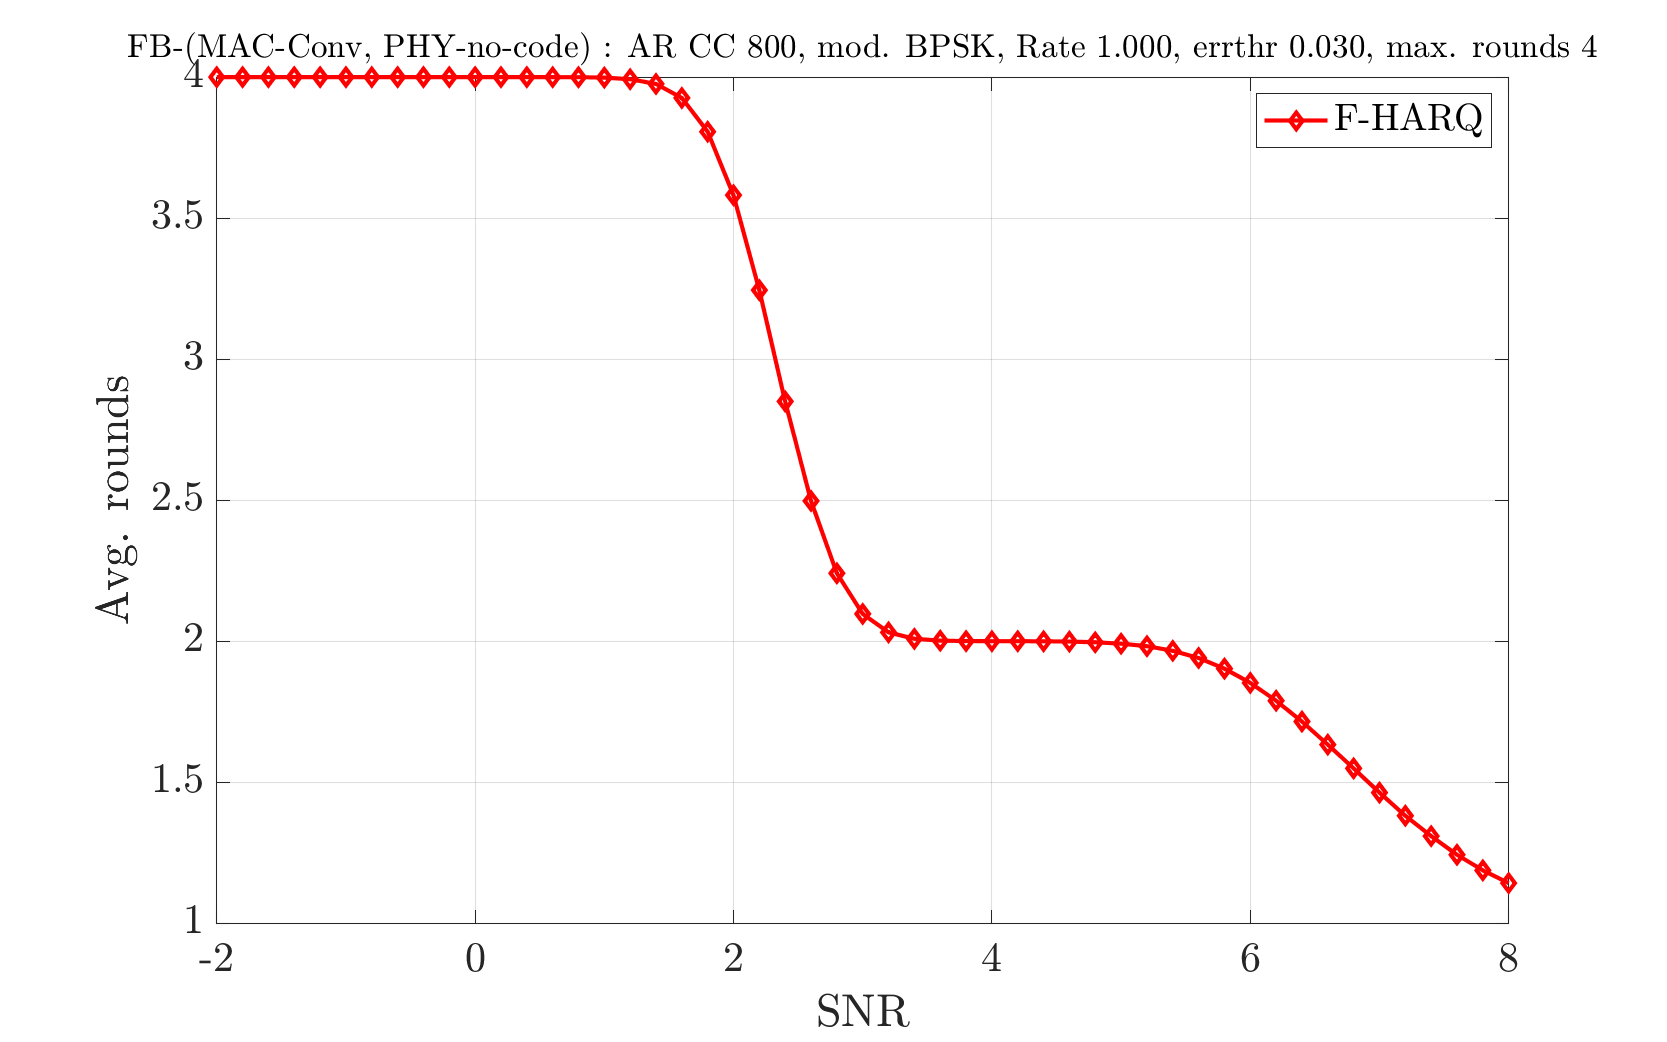 FB-(MAC-Conv, PHY-no-code) : AR CC 800, mod. BPSK, Rate 1.000, errthr 0.030, max. rounds 4
F-HARQ
4
3.5
3
2.5
2
1.5
1
Avg. rounds
-2 0 2 4 6 8
SNR